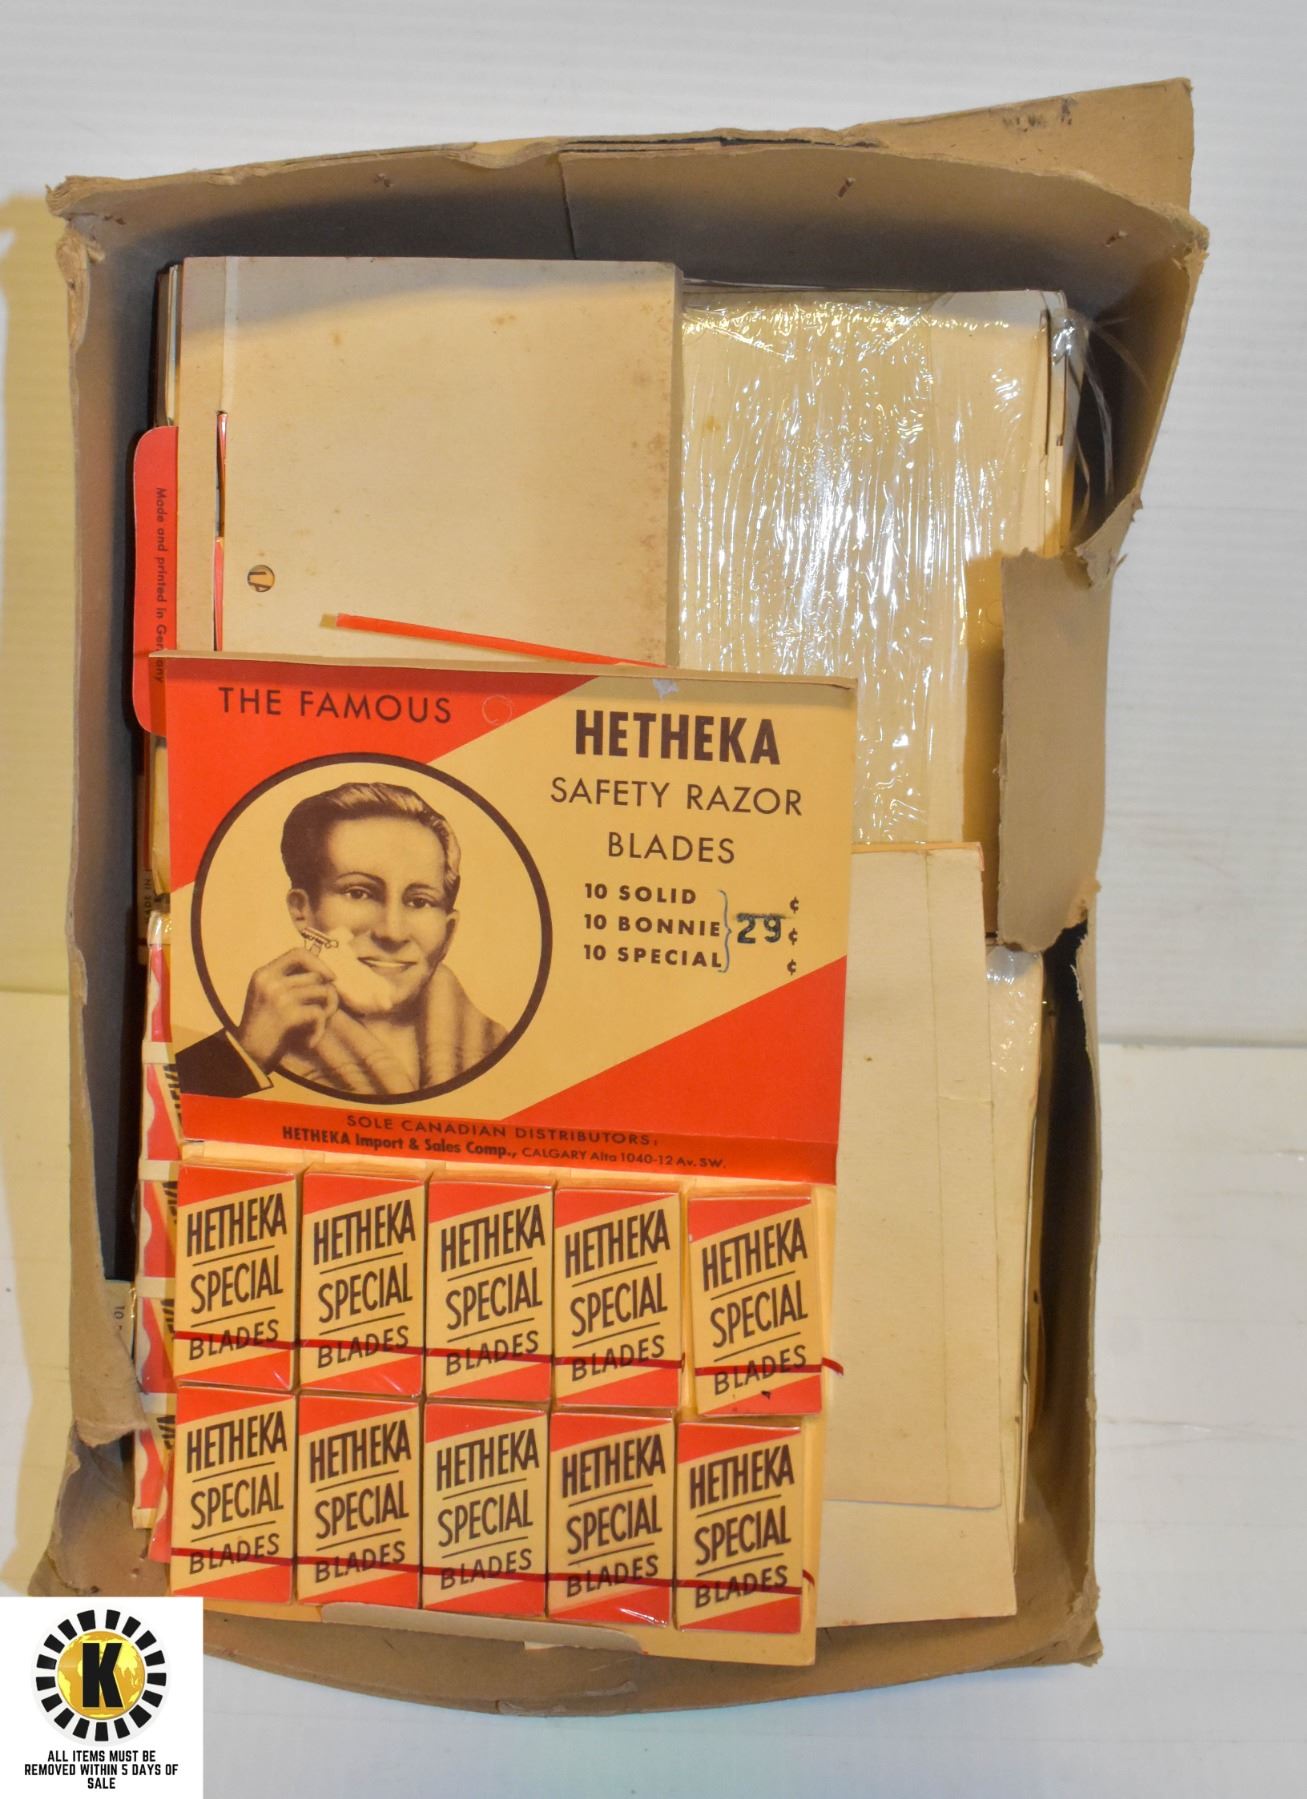 Made and printed in Germany
THE FAMOUS
HETHEKA
SAFETY RAZOR
BLADES
10 SOLID ¢
10 BONNIE 29 ¢
10 SPECIAL ¢
SOLE CANADIAN DISTRIBUTORS:
HETHEKA Import & Sales Comp., CALGARY Alta 1040-12 Av. SW.
HETHEKA HETHEKA HETHEKA HETHEKA HETHEKA
SPECIAL SPECIAL SPECIAL SPECIAL SPECIAL
BLADES BLADES BLADES BLADES BLADES
HETHEKA HETHEKA HETHEKA HETHEKA HETHEKA
SPECIAL SPECIAL SPECIAL SPECIAL SPECIAL
BLADES BLADES BLADES BLADES BLADES
K
ALL ITEMS MUST BE
REMOVED WITHIN 5 DAYS OF
SALE